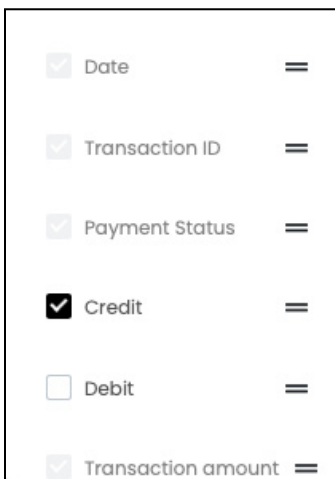 Date
Transaction ID
Payment Status
Credit
Debit
Transaction amount